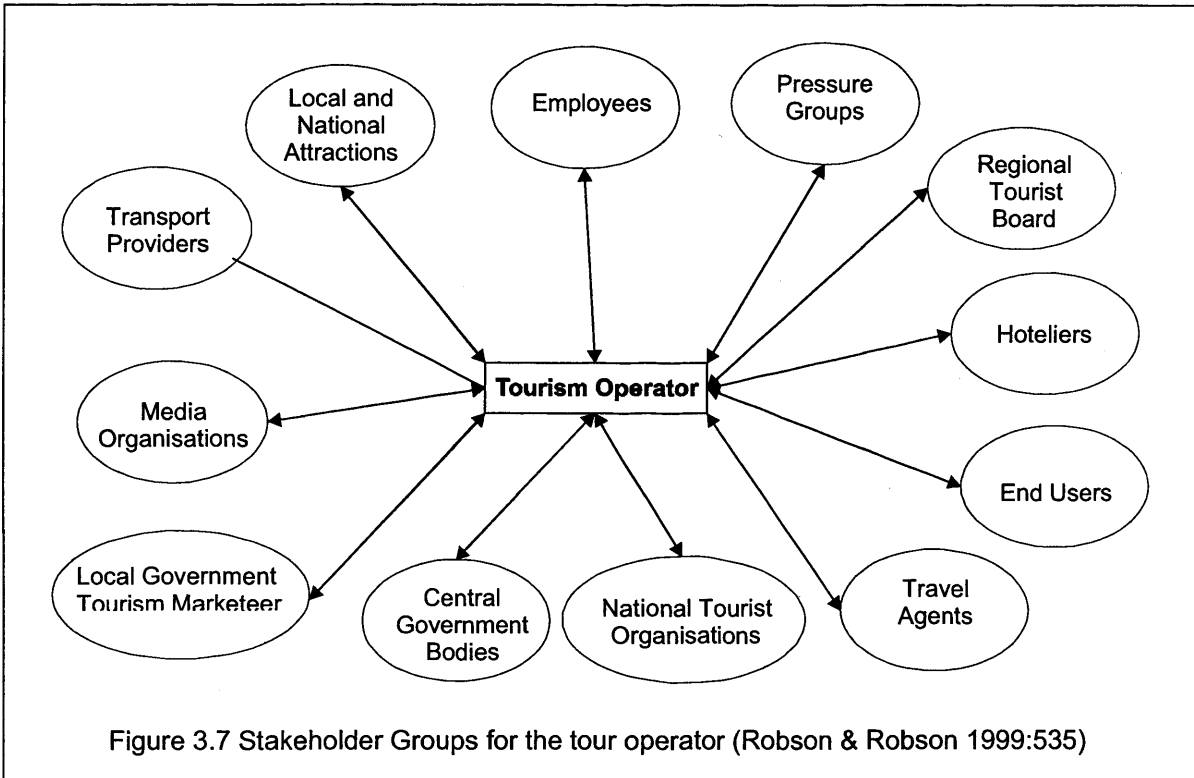 Local and
National
Attractions
Employees
Pressure
Groups
Regional
Tourist
Board
Transport
Providers
Hoteliers
Tourism Operator
Media
Organisations
End Users
Local Government
Tourism Marketeer
Central
Government
Bodies
National Tourist
Organisations
Travel
Agents
Figure 3.7 Stakeholder Groups for the tour operator (Robson & Robson 1999:535)